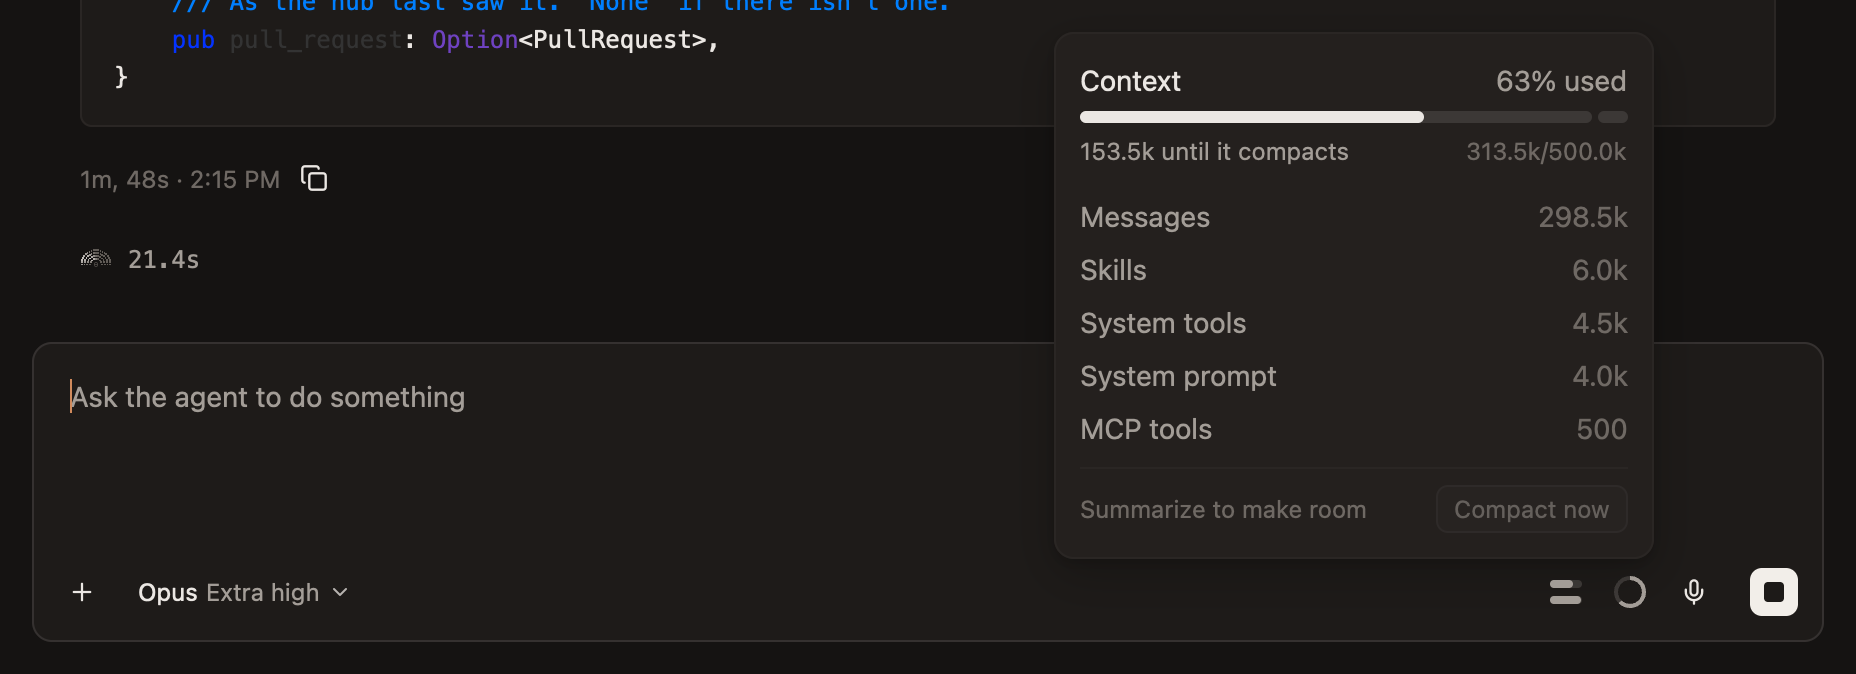 /// As the hub last saw it. `None` if there isn't one.
pub pull_request: Option<PullRequest>,
}
1m, 48s · 2:15 PM
21.4s
Context
63% used
153.5k until it compacts
313.5k/500.0k
Messages
298.5k
Skills
6.0k
System tools
4.5k
System prompt
4.0k
MCP tools
500
Summarize to make room
Compact now
Ask the agent to do something
Opus Extra high